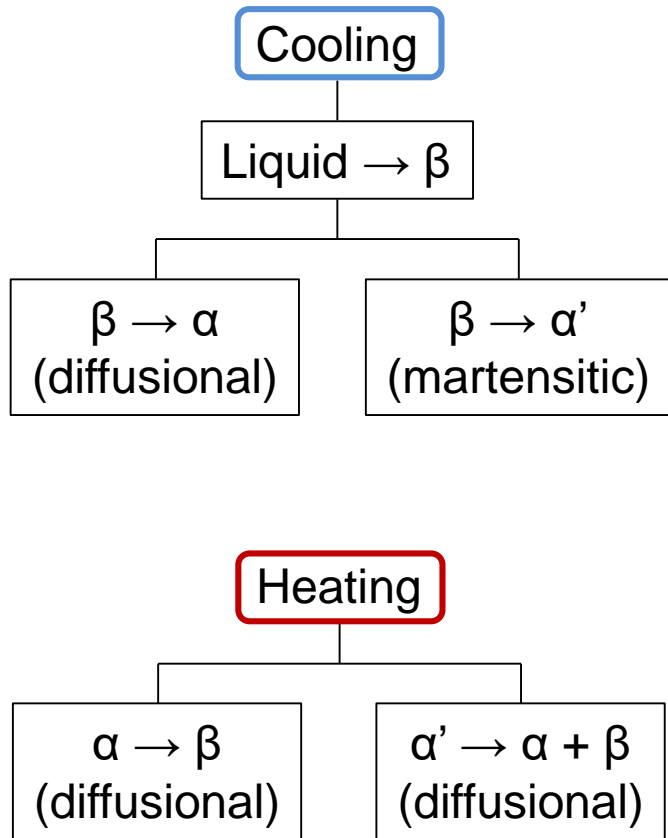 Cooling
Liquid → β
β → α
(diffusional)
β → α’
(martensitic)
Heating
α → β
(diffusional)
α’ → α + β
(diffusional)